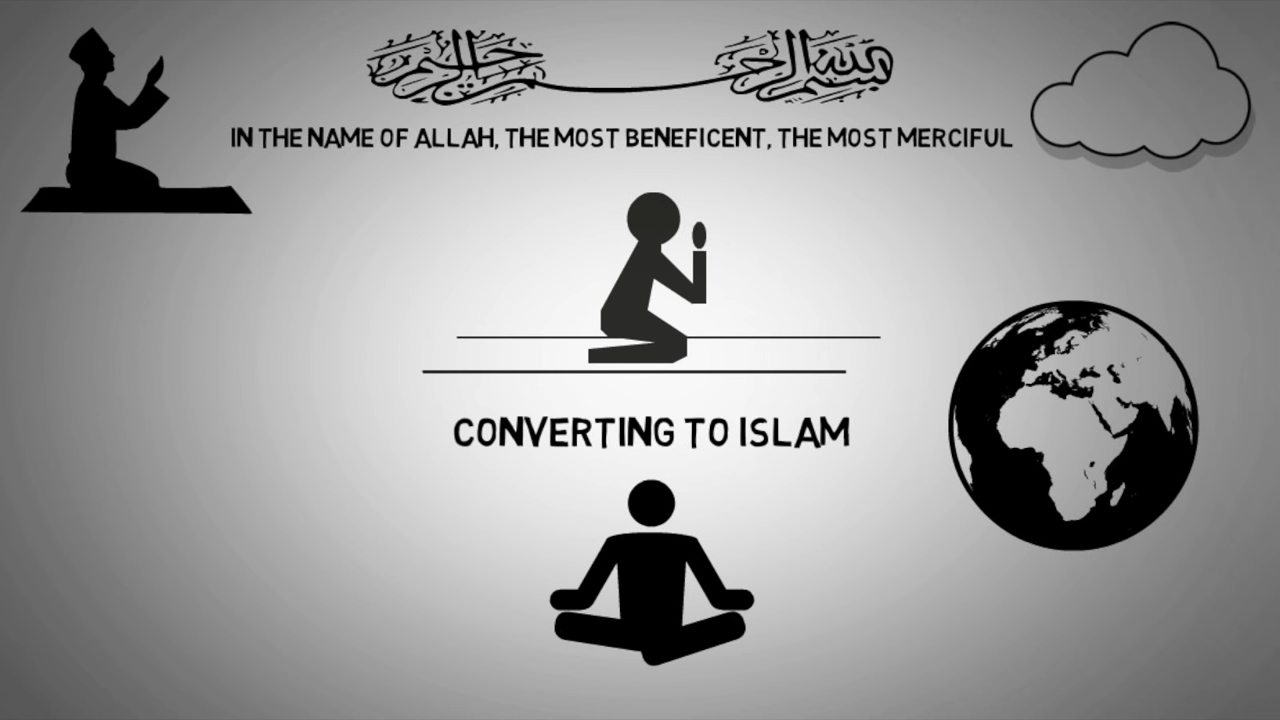 بسم الله الرحمن الرحيم
IN THE NAME OF ALLAH, THE MOST BENEFICENT, THE MOST MERCIFUL
CONVERTING TO ISLAM